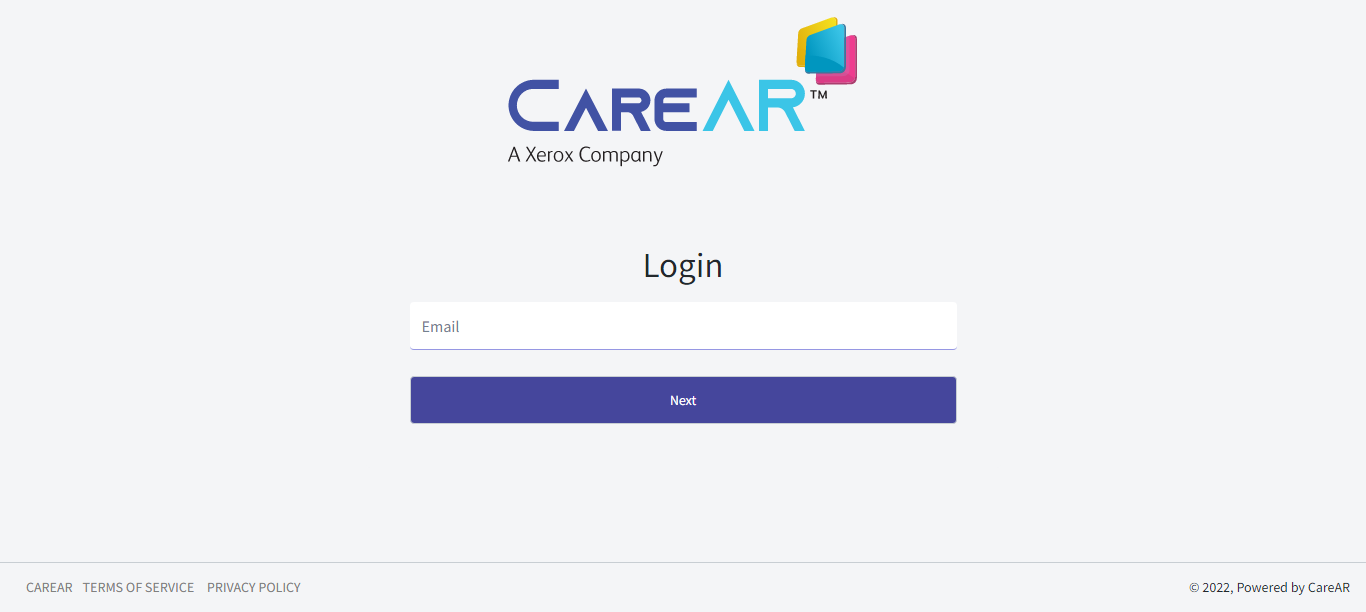 CAREAR™
A Xerox Company
Login
Email
Next
CAREAR TERMS OF SERVICE PRIVACY POLICY © 2022, Powered by CareAR